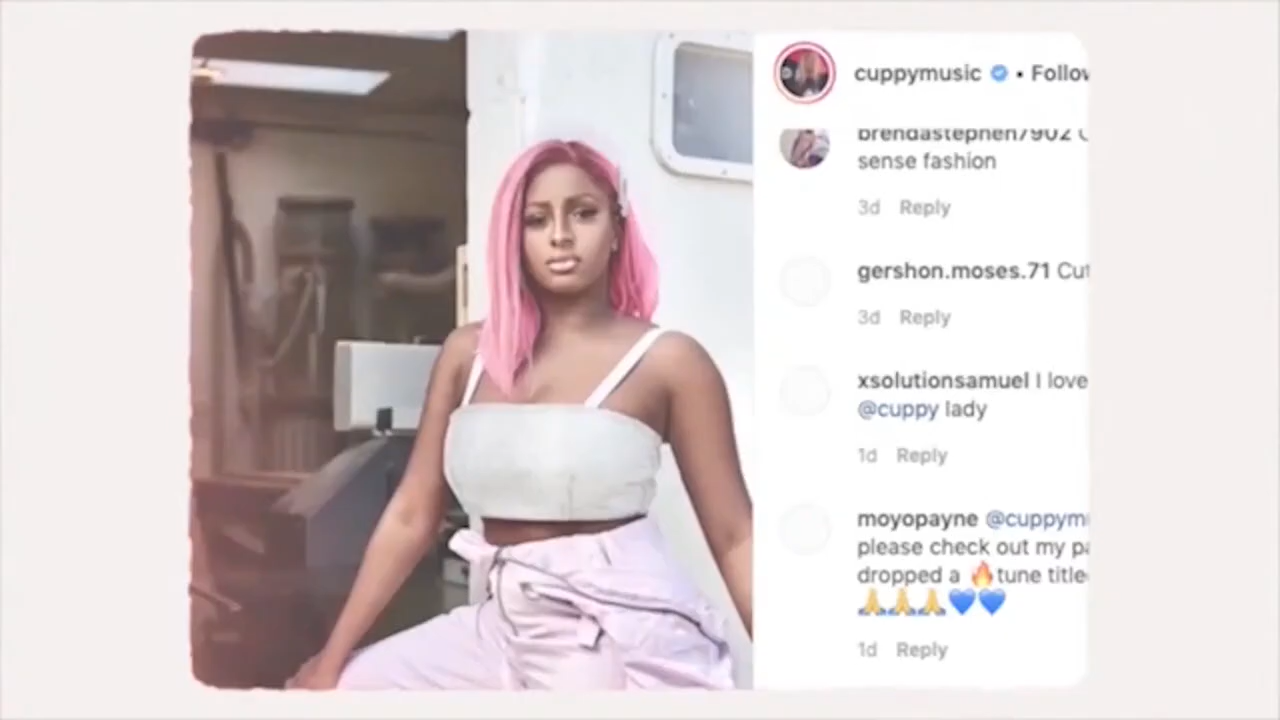 cuppymusic • Follow
brendastephen7902
sense fashion
3d Reply
gershon.moses.71
3d Reply
xsolutionsamuel I love
@cuppy lady
1d Reply
moyopayne
please check out my
dropped a 🔥tune
🙏🙏🙏💙💙
1d Reply